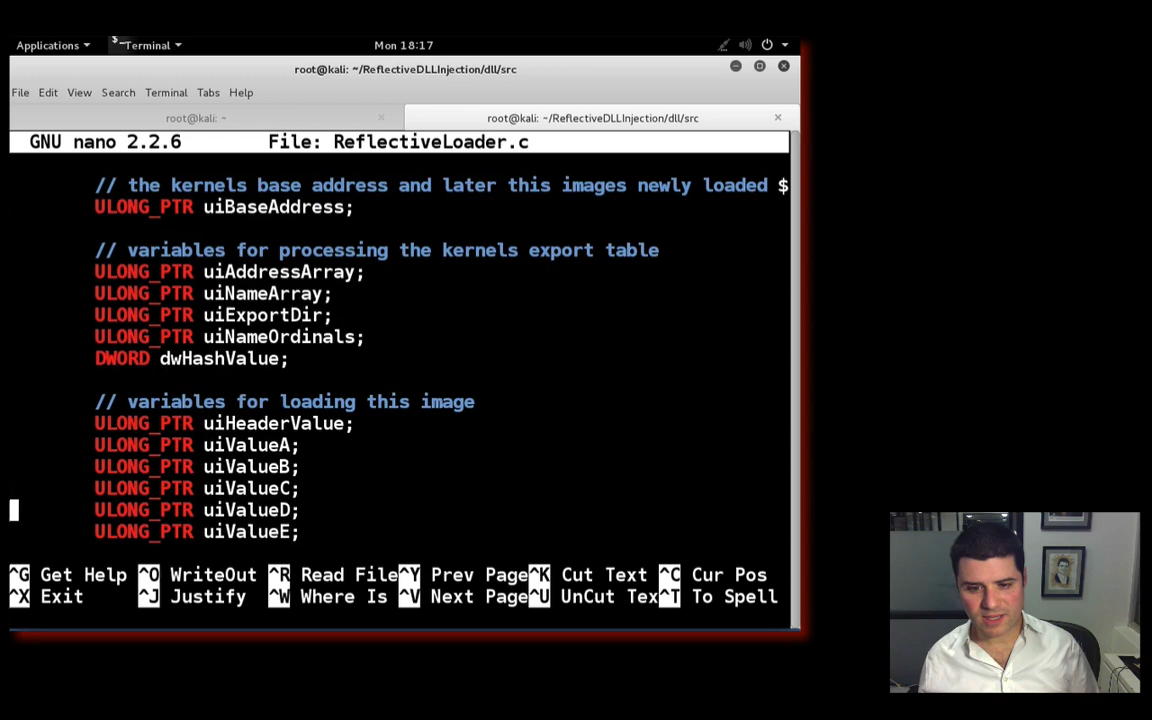 Applications Terminal Mon 18:17
root@kali: ~/ReflectiveDLLInjection/dll/src
File Edit View Search Terminal Tabs Help
root@kali: ~ × root@kali: ~/ReflectiveDLLInjection/dll/src ×
GNU nano 2.2.6 File: ReflectiveLoader.c
// the kernels base address and later this images newly loaded $
ULONG_PTR uiBaseAddress;
// variables for processing the kernels export table
ULONG_PTR uiAddressArray;
ULONG_PTR uiNameArray;
ULONG_PTR uiExportDir;
ULONG_PTR uiNameOrdinals;
DWORD dwHashValue;
// variables for loading this image
ULONG_PTR uiHeaderValue;
ULONG_PTR uiValueA;
ULONG_PTR uiValueB;
ULONG_PTR uiValueC;
ULONG_PTR uiValueD;
ULONG_PTR uiValueE;
^G Get Help ^O WriteOut ^R Read File ^Y Prev Page ^K Cut Text ^C Cur Pos
^X Exit ^J Justify ^W Where Is ^V Next Page ^U UnCut Tex ^T To Spell